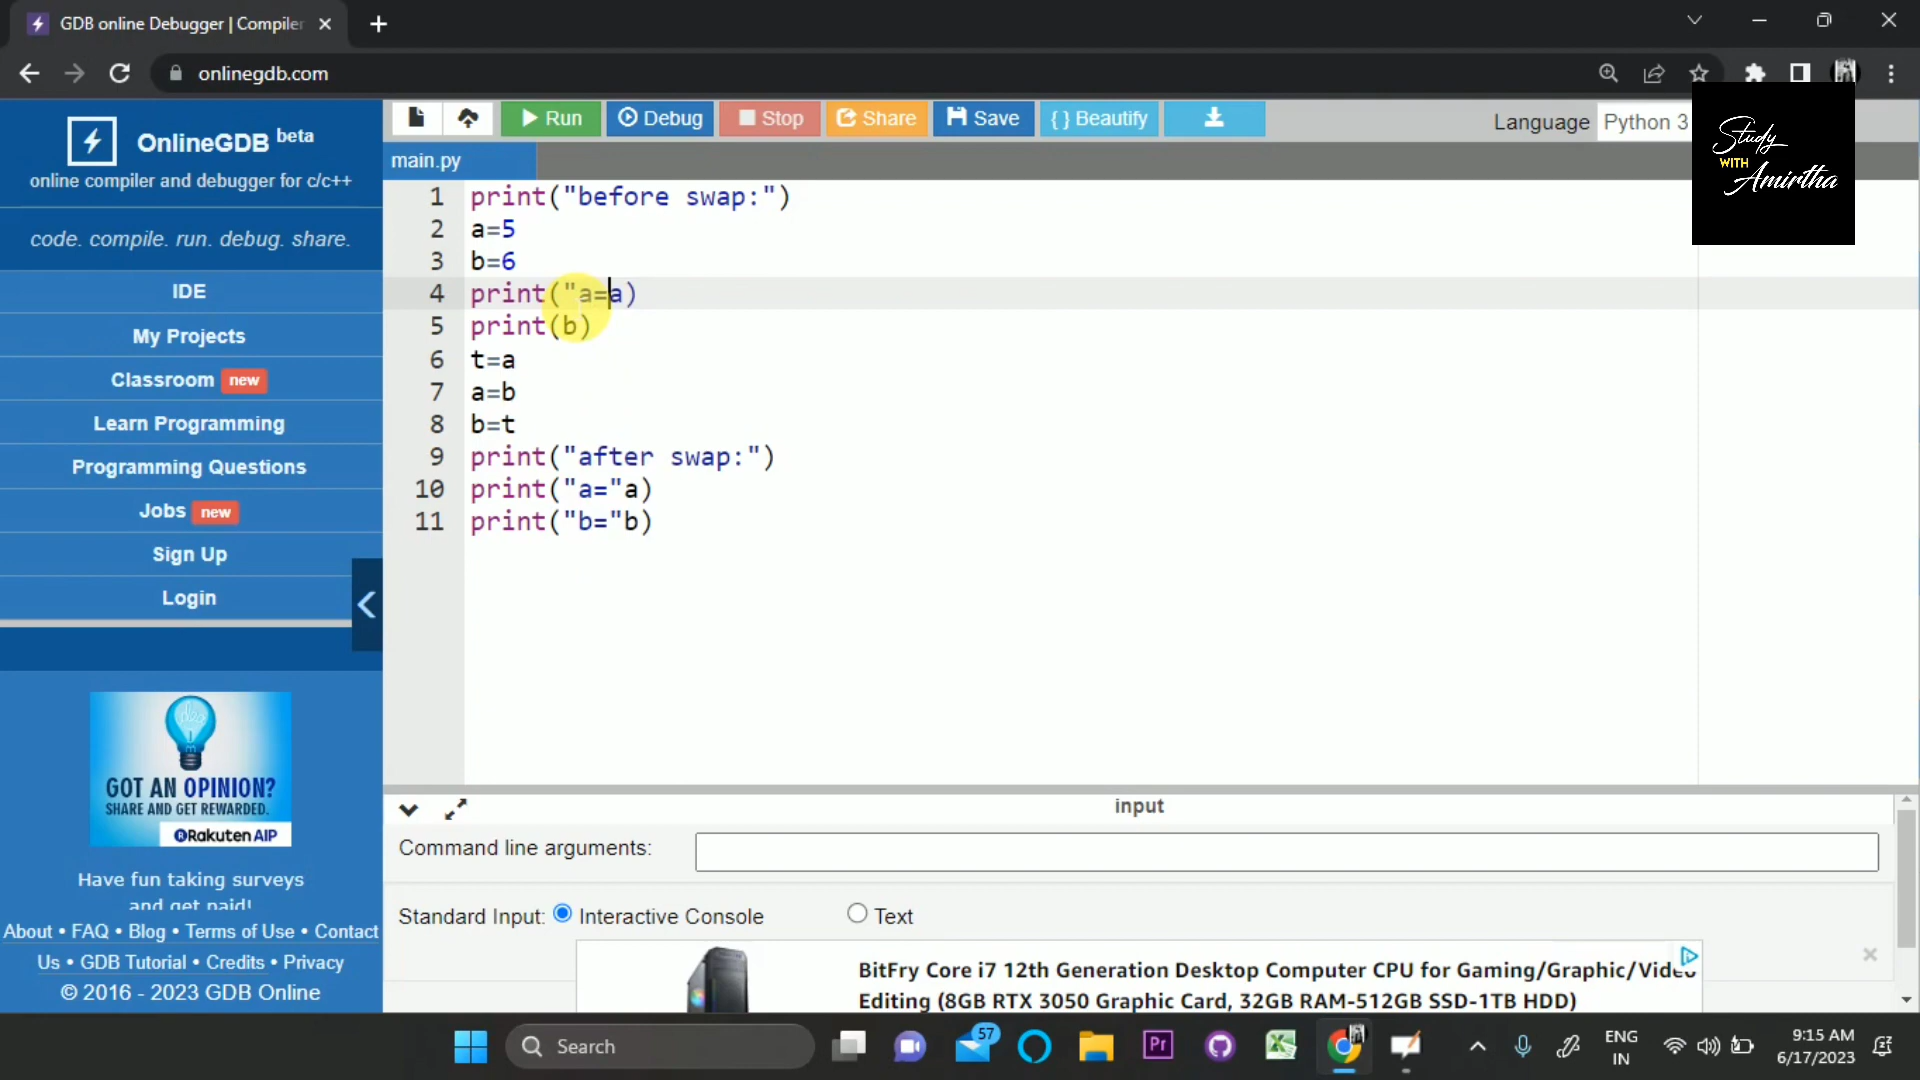 GDB online Debugger | Compiler
onlinegdb.com
OnlineGDB beta
online compiler and debugger for c/c++
code. compile. run. debug. share.
IDE
My Projects
Classroom new
Learn Programming
Programming Questions
Jobs new
Sign Up
Login
GOT AN OPINION?
SHARE AND GET REWARDED.
Rakuten AIP
Have fun taking surveys
and get paid!
About • FAQ • Blog • Terms of Use • Contact
Us • GDB Tutorial • Credits • Privacy
© 2016 - 2023 GDB Online
Run Debug Stop Share Save { } Beautify
Language Python 3
Study
WITH
Amirtha
main.py
1 print("before swap:")
2 a=5
3 b=6
4 print("a=a)
5 print(b)
6 t=a
7 a=b
8 b=t
9 print("after swap:")
10 print("a="a)
11 print("b="b)
input
Command line arguments:
Standard Input: Interactive Console Text
BitFry Core i7 12th Generation Desktop Computer CPU for Gaming/Graphic/Video
Editing (8GB RTX 3050 Graphic Card, 32GB RAM-512GB SSD-1TB HDD)
Search
57
Pr
ENG
IN
9:15 AM
6/17/2023